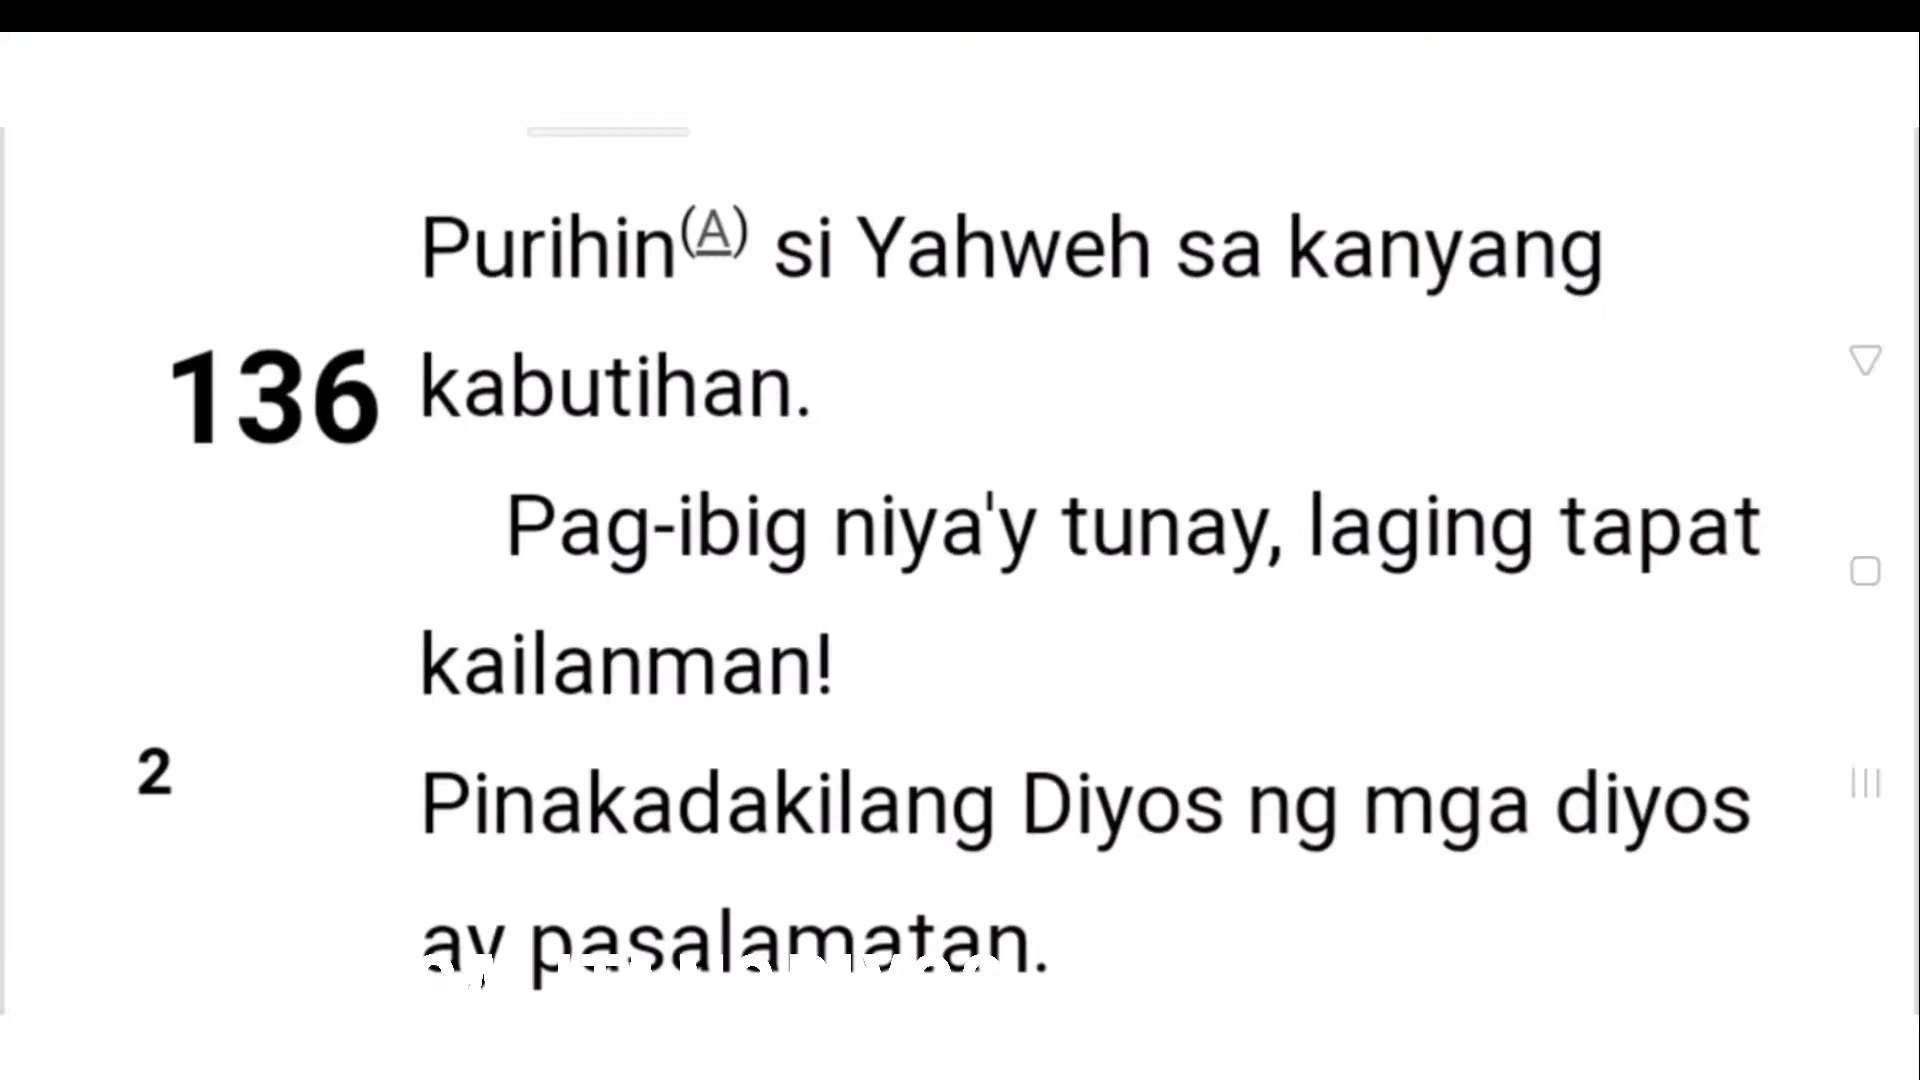 Purihin(A) si Yahweh sa kanyang
136 kabutihan.
Pag-ibig niya'y tunay, laging tapat
kailanman!
2 Pinakadakilang Diyos ng mga diyos
ay pasalamatan.